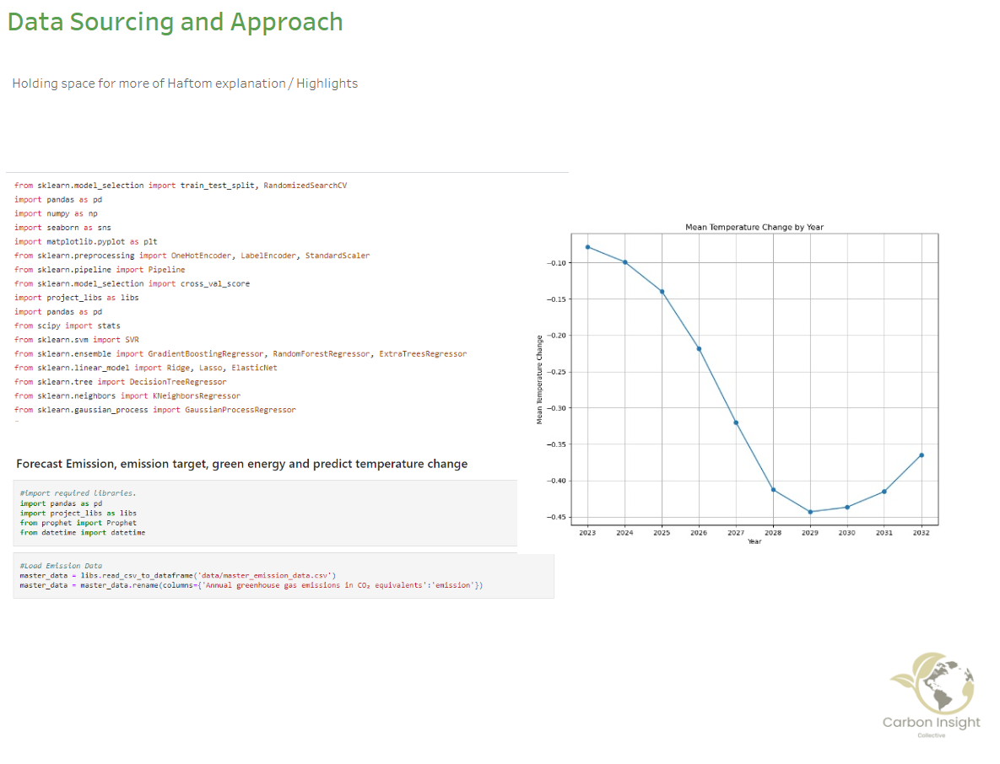 Data Sourcing and Approach
Holding space for more of Haftom explanation / Highlights
from sklearn.model_selection import train_test_split, RandomizedSearchCV
import pandas as pd
import numpy as np
import seaborn as sns
import matplotlib.pyplot as plt
from sklearn.preprocessing import OneHotEncoder, LabelEncoder, StandardScaler
from sklearn.pipeline import Pipeline
from sklearn.model_selection import cross_val_score
import project_libs as libs
import pandas as pd
from scipy import stats
from sklearn.svm import SVR
from sklearn.ensemble import GradientBoostingRegressor, RandomForestRegressor, ExtraTreesRegressor
from sklearn.linear_model import Ridge, Lasso, ElasticNet
from sklearn.tree import DecisionTreeRegressor
from sklearn.neighbors import KNeighborsRegressor
from sklearn.gaussian_process import GaussianProcessRegressor
Forecast Emission, emission target, green energy and predict temperature change
#import required libraries.
import pandas as pd
import project_libs as libs
from prophet import Prophet
from datetime import datetime
#Load Emission Data
master_data = libs.read_csv_to_dataframe('data/master_emission_data.csv')
master_data = master_data.rename(columns={'Annual greenhouse gas emissions in CO₂ equivalents':'emission'})
Mean Temperature Change by Year
Mean Temperature Change
−0.10
−0.15
−0.20
−0.25
−0.30
−0.35
−0.40
−0.45
2023 2024 2025 2026 2027 2028 2029 2030 2031 2032
Year
Carbon Insight
Collective